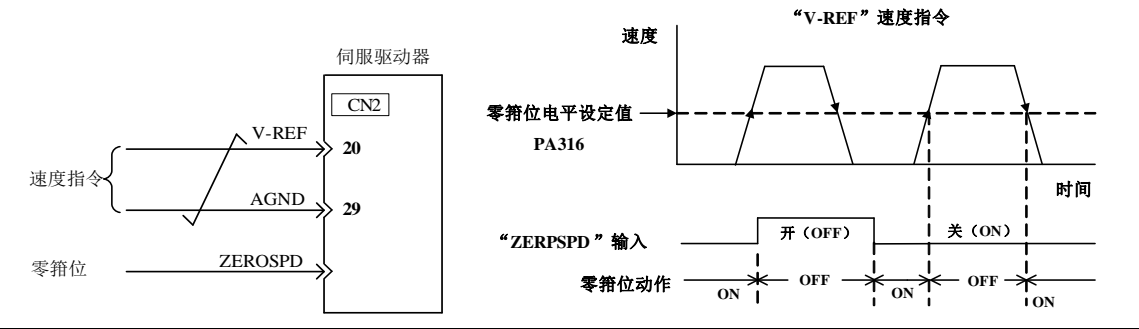 伺服驱动器
CN2
V-REF
20
速度指令
AGND
29
零箝位
ZEROSPD
“V-REF”速度指令
速度
零箝位电平设定值
PA316
时间
“ZERPSPD”输入
开（OFF）
关（ON）
零箝位动作
ON
OFF
ON
OFF
ON